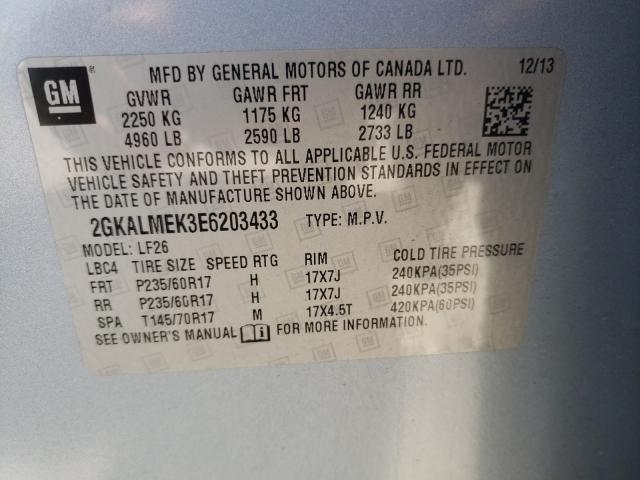 GM ® MFD BY GENERAL MOTORS OF CANADA LTD. 12/13
GVWR GAWR FRT GAWR RR
2250 KG 1175 KG 1240 KG
4960 LB 2590 LB 2733 LB
THIS VEHICLE CONFORMS TO ALL APPLICABLE U.S. FEDERAL MOTOR
VEHICLE SAFETY AND THEFT PREVENTION STANDARDS IN EFFECT ON
THE DATE OF MANUFACTURE SHOWN ABOVE.
2GKALMEK3E6203433 TYPE: M.P.V.
MODEL: LF26
LBC4 TIRE SIZE SPEED RTG RIM COLD TIRE PRESSURE
FRT P235/60R17 H 17X7J 240KPA(35PSI)
RR P235/60R17 H 17X7J 240KPA(35PSI)
SPA T145/70R17 M 17X4.5T 420KPA(60PSI)
SEE OWNER'S MANUAL FOR MORE INFORMATION.